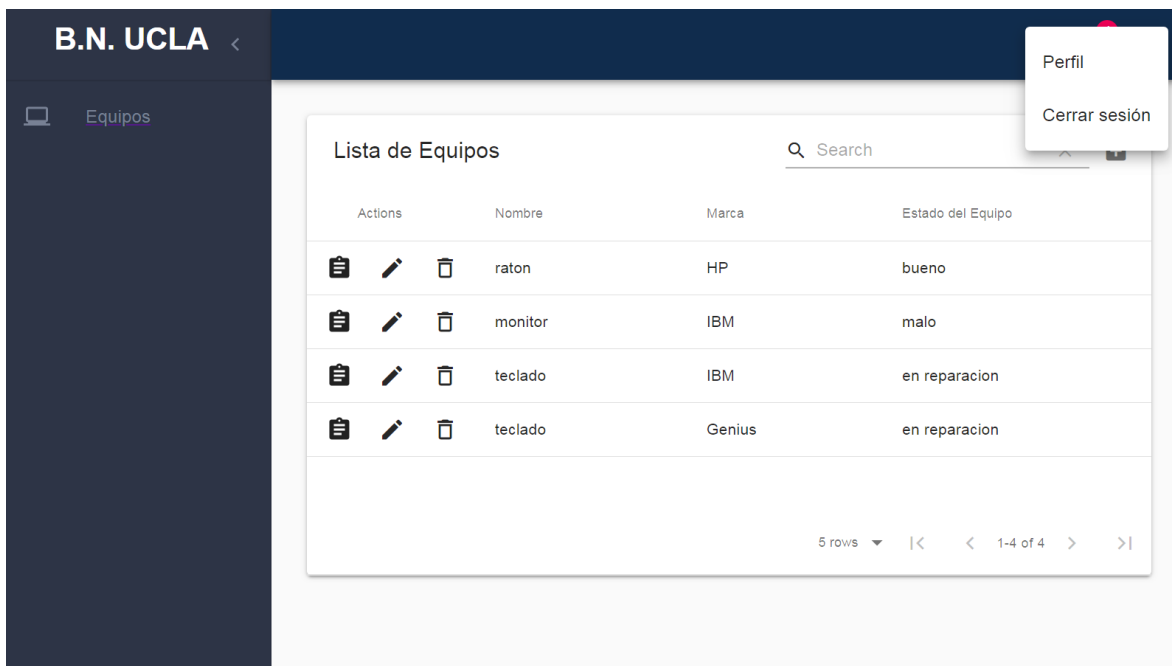 B.N. UCLA
Perfil
Cerrar sesión
Equipos
Lista de Equipos
Search
Actions Nombre Marca Estado del Equipo
raton HP bueno
monitor IBM malo
teclado IBM en reparacion
teclado Genius en reparacion
5 rows 1-4 of 4